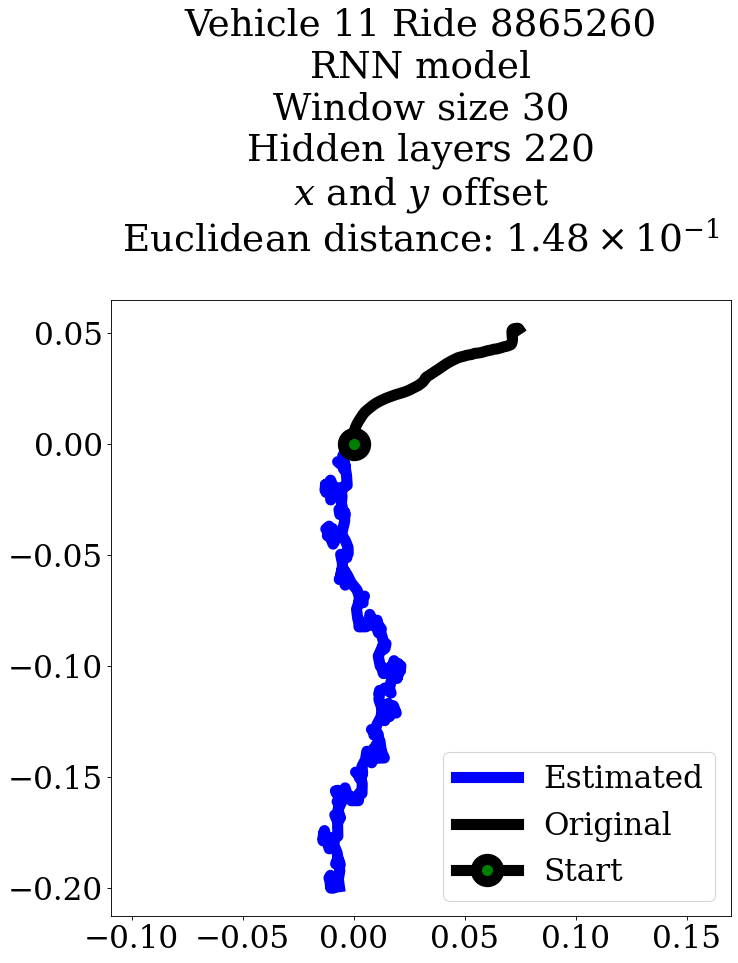 Vehicle 11 Ride 8865260
RNN model
Window size 30
Hidden layers 220
x and y offset
Euclidean distance: 1.48 × 10⁻¹
0.05
0.00
−0.05
−0.10
−0.15
−0.20
Estimated
Original
Start
−0.10 −0.05 0.00 0.05 0.10 0.15